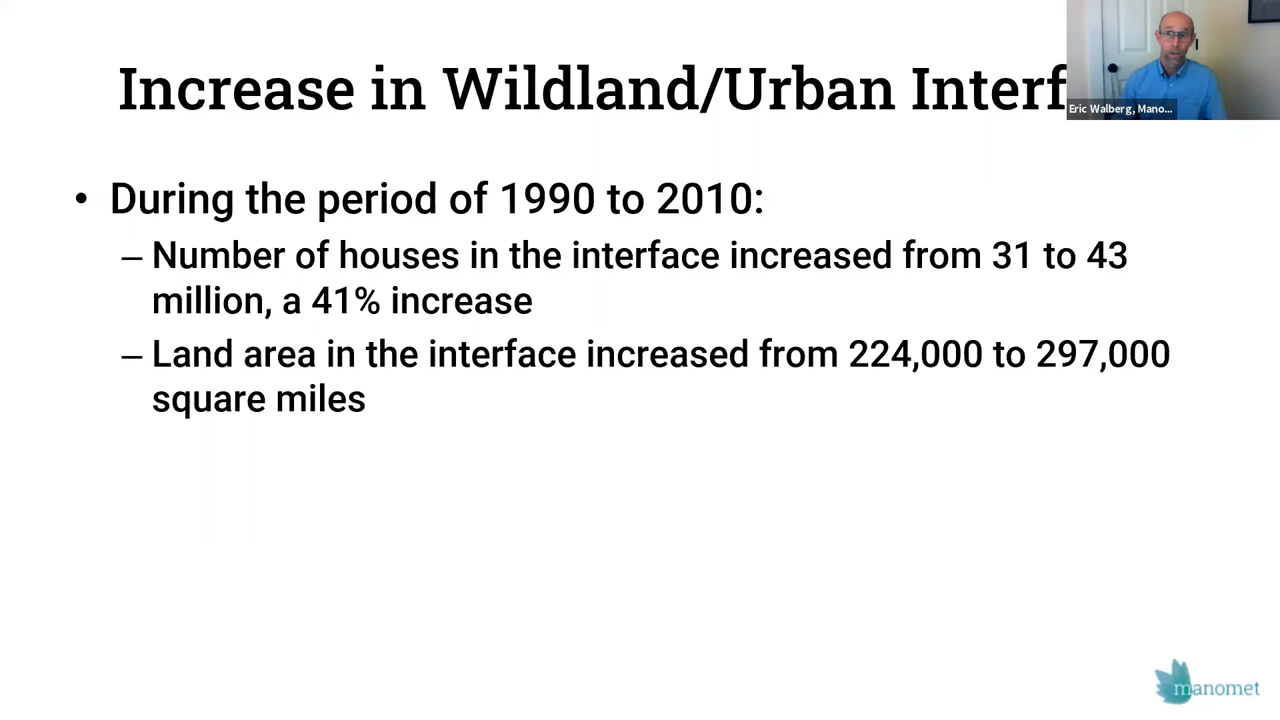 Increase in Wildland/Urban Interf
Eric Walberg, Mano...
• During the period of 1990 to 2010:
– Number of houses in the interface increased from 31 to 43
million, a 41% increase
– Land area in the interface increased from 224,000 to 297,000
square miles
manomet